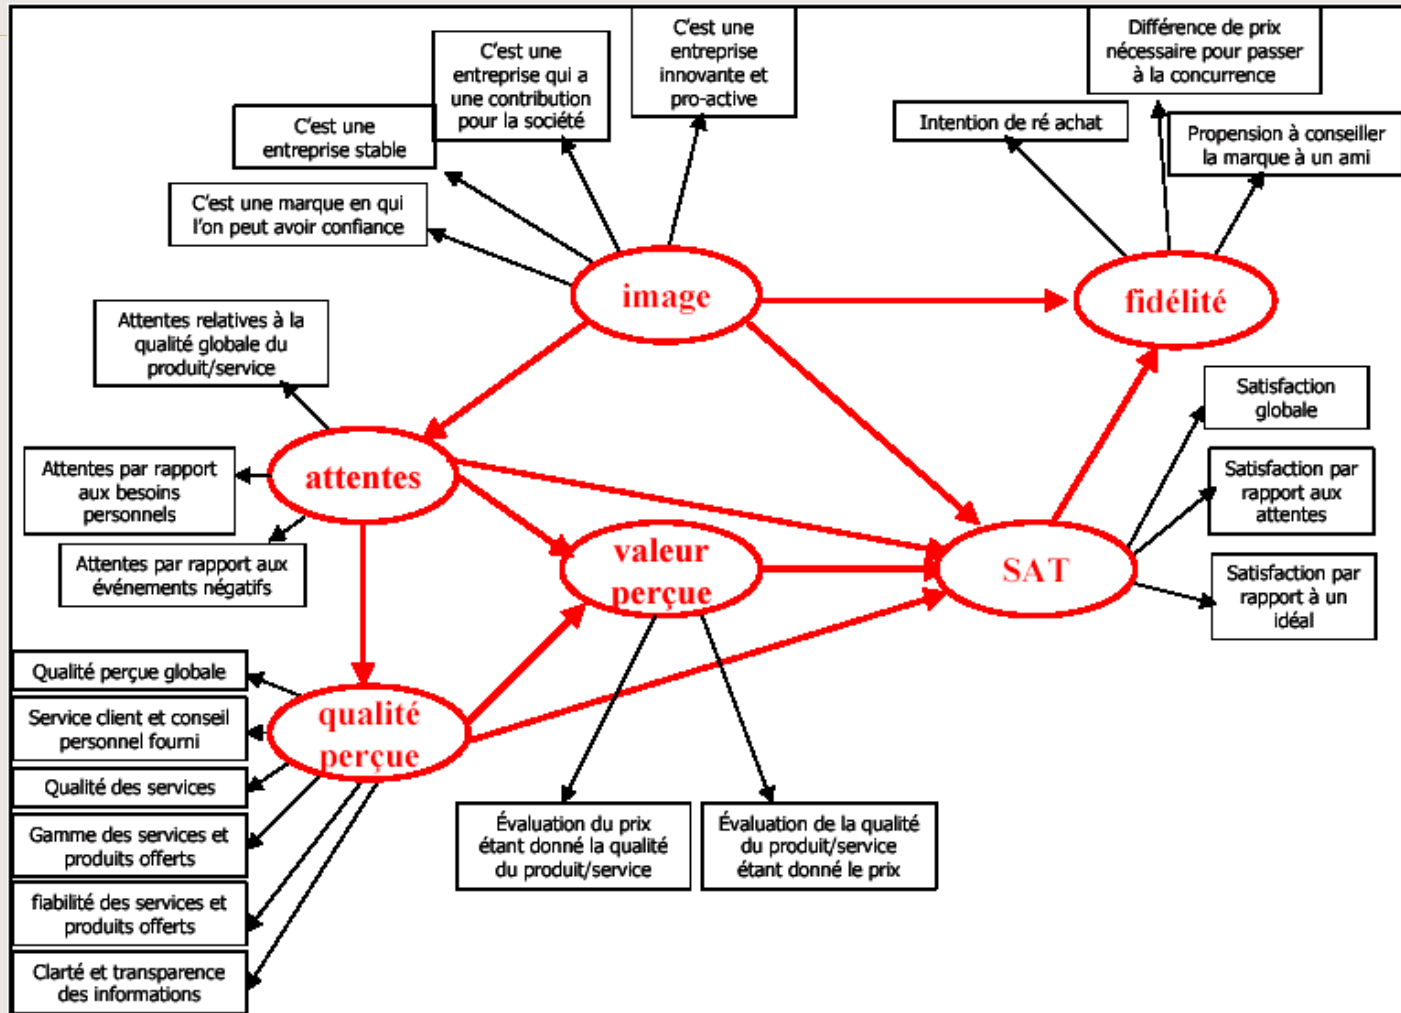 C'est une
entreprise
innovante et
pro-active
C'est une
entreprise qui a
une contribution
pour la société
C'est une
entreprise stable
C'est une marque en qui
l'on peut avoir confiance
Différence de prix
nécessaire pour passer
à la concurrence
Intention de ré achat
Propension à conseiller
la marque à un ami
image
fidélité
Attentes relatives à la
qualité globale du
produit/service
Attentes par rapport
aux besoins
personnels
Attentes par rapport aux
événements négatifs
attentes
valeur
perçue
SAT
Satisfaction
globale
Satisfaction par
rapport aux
attentes
Satisfaction par
rapport à un
idéal
qualité
perçue
Qualité perçue globale
Service client et conseil
personnel fourni
Qualité des services
Gamme des services et
produits offerts
fiabilité des services et
produits offerts
Clarté et transparence
des informations
Évaluation du prix
étant donné la qualité
du produit/service
Évaluation de la qualité
du produit/service
étant donné le prix